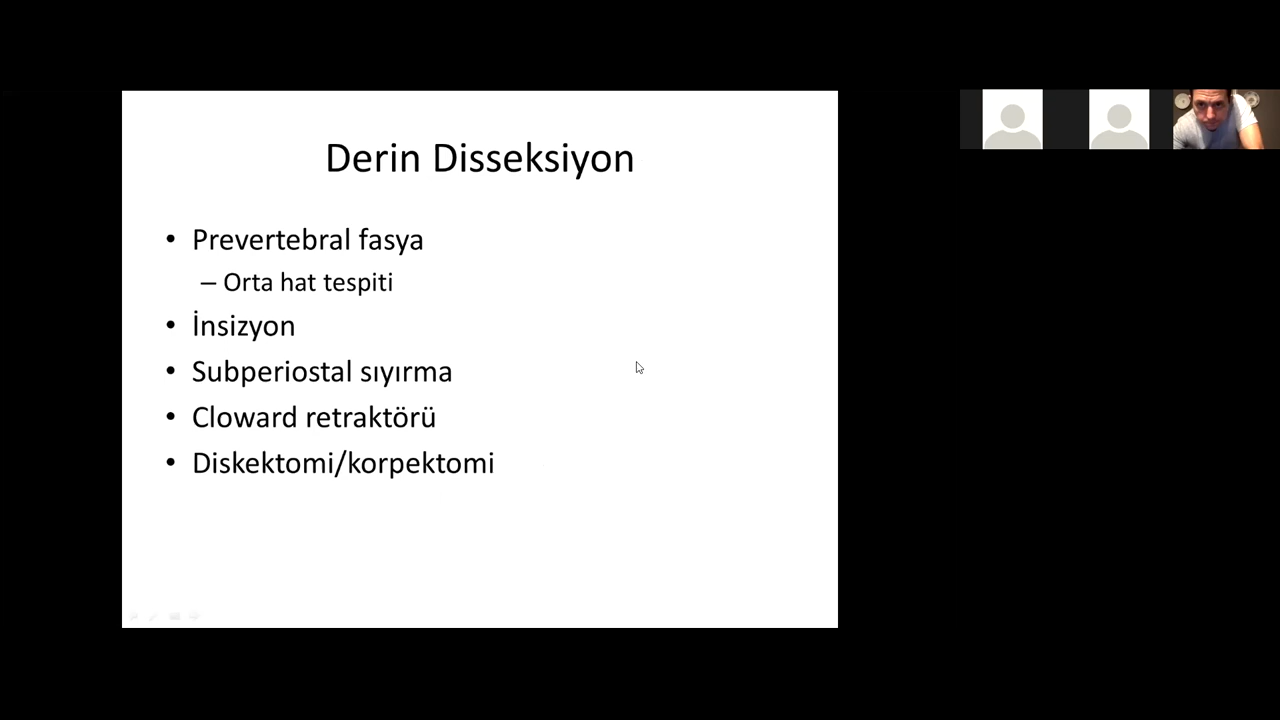 Derin Disseksiyon
• Prevertebral fasya
– Orta hat tespiti
• İnsizyon
• Subperiostal sıyırma
• Cloward retraktörü
• Diskektomi/korpektomi